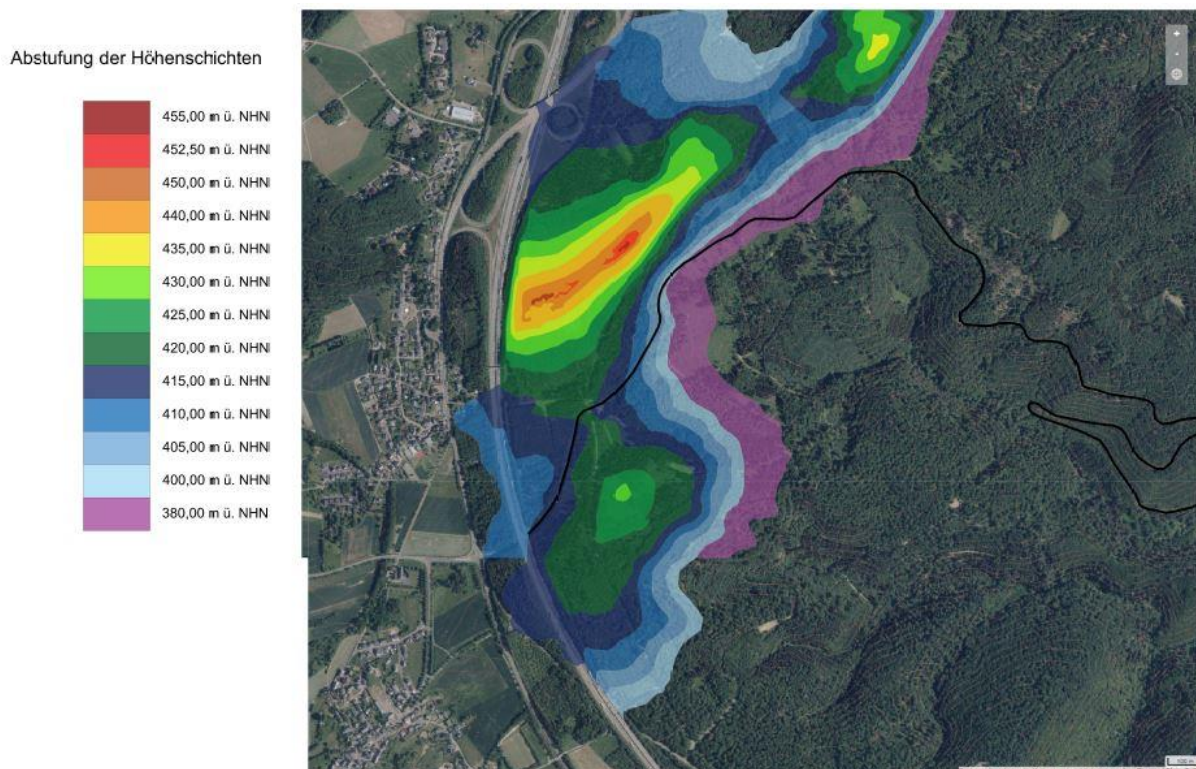 Abstufung der Höhenschichten
455,00 m ü. NHN
452,50 m ü. NHN
450,00 m ü. NHN
440,00 m ü. NHN
435,00 m ü. NHN
430,00 m ü. NHN
425,00 m ü. NHN
420,00 m ü. NHN
415,00 m ü. NHN
410,00 m ü. NHN
405,00 m ü. NHN
400,00 m ü. NHN
380,00 m ü. NHN